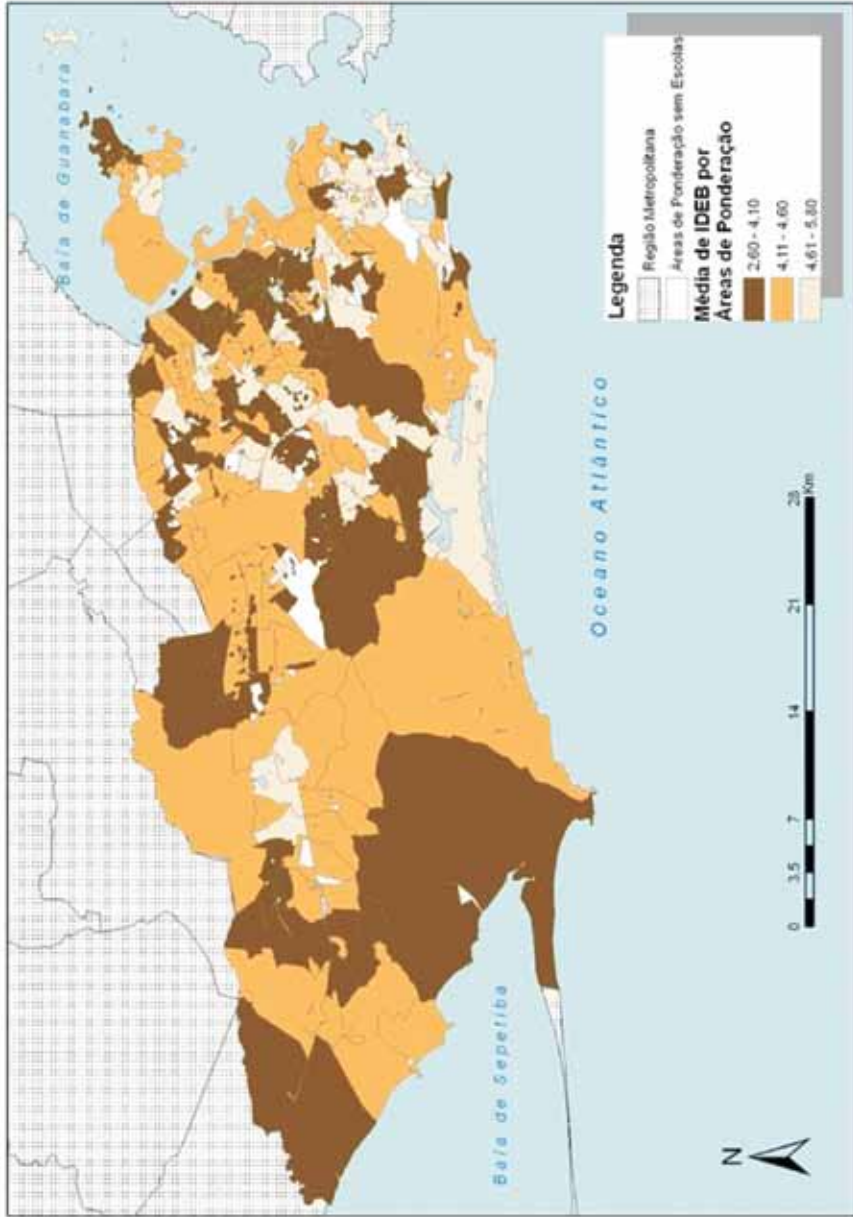 Baía de Guanabara
Oceano Atlântico
Baía de Sepetiba
N
0 3.5 7 14 21 28
Km
Legenda
Região Metropolitana
Áreas de Ponderação sem Escolas
Média de IDEB por
Áreas de Ponderação
2.60 - 4.10
4.11 - 4.60
4.61 - 5.80